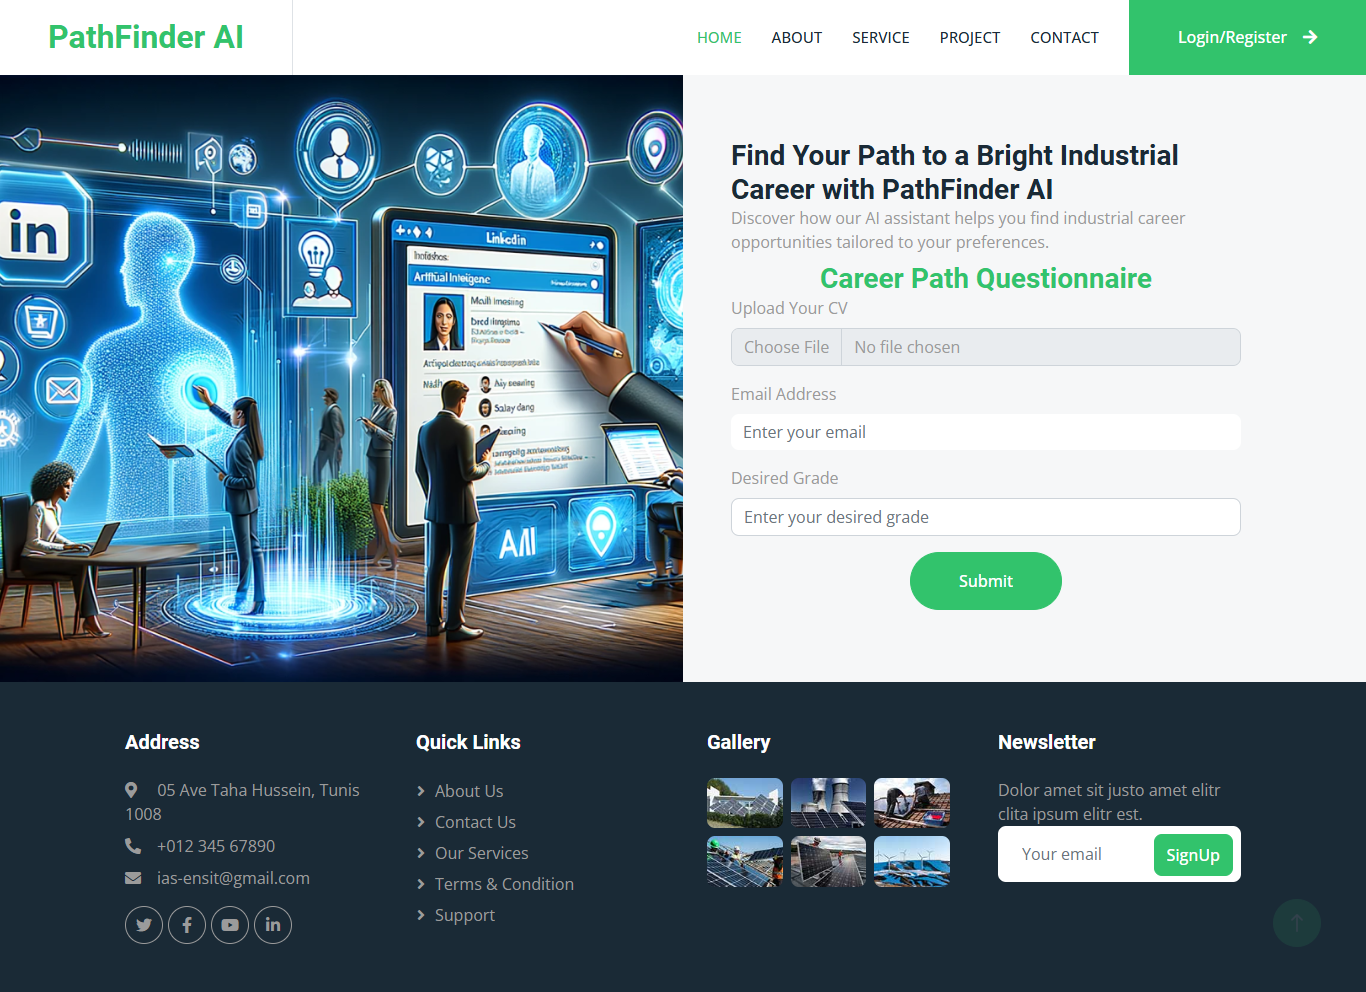 PathFinder AI
HOME
ABOUT
SERVICE
PROJECT
CONTACT
Login/Register
in
Linkedin
Artificial Inteligence
Find Your Path to a Bright Industrial
Career with PathFinder AI
Discover how our AI assistant helps you find industrial career
opportunities tailored to your preferences.
Career Path Questionnaire
Upload Your CV
Choose File
No file chosen
Email Address
Enter your email
Desired Grade
Enter your desired grade
Submit
Address
05 Ave Taha Hussein, Tunis
1008
+012 345 67890
ias-ensit@gmail.com
Quick Links
About Us
Contact Us
Our Services
Terms & Condition
Support
Gallery
Newsletter
Dolor amet sit justo amet elitr
clita ipsum elitr est.
Your email
SignUp